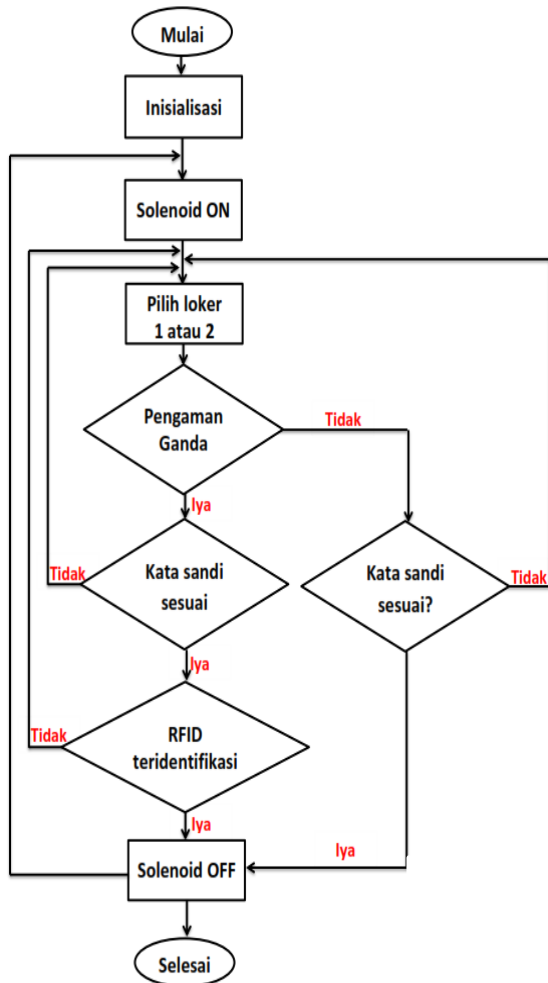 Mulai
Inisialisasi
Solenoid ON
Pilih loker
1 atau 2
Pengaman
Ganda
Tidak
Iya
Kata sandi
sesuai
Tidak
Kata sandi
sesuai?
Tidak
Iya
RFID
teridentifikasi
Tidak
Iya
Iya
Solenoid OFF
Selesai